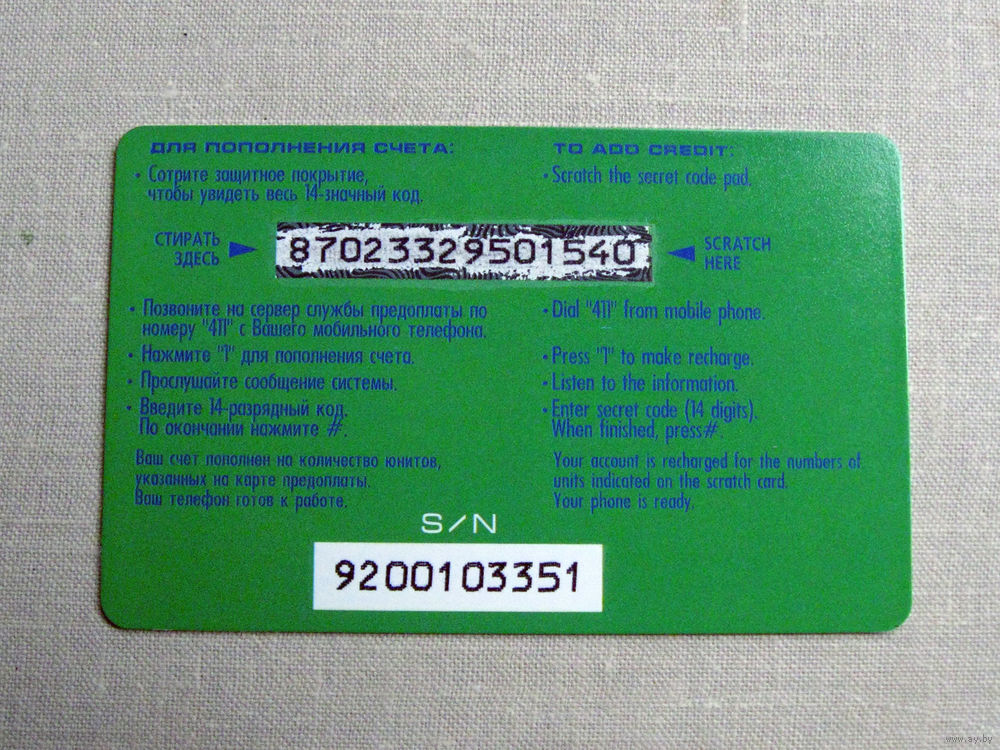 ДЛЯ ПОПОЛНЕНИЯ СЧЕТА:
• Сотрите защитное покрытие,
чтобы увидеть весь 14-значный код.
СТИРАТЬ
ЗДЕСЬ
87023329501540
• Позвоните на сервер службы предоплаты по
номеру "411" с Вашего мобильного телефона.
• Нажмите "1" для пополнения счета.
• Прослушайте сообщение системы.
• Введите 14-разрядный код.
По окончании нажмите #.
Ваш счет пополнен на количество юнитов,
указанных на карте предоплаты.
Ваш телефон готов к работе.
TO ADD CREDIT:
• Scratch the secret code pad.
SCRATCH
HERE
• Dial "411" from mobile phone.
• Press "1" to make recharge.
• Listen to the information.
• Enter secret code (14 digits).
When finished, press#.
Your account is recharged for the numbers of
units indicated on the scratch card.
Your phone is ready.
S/N
9200103351
www.ay.by